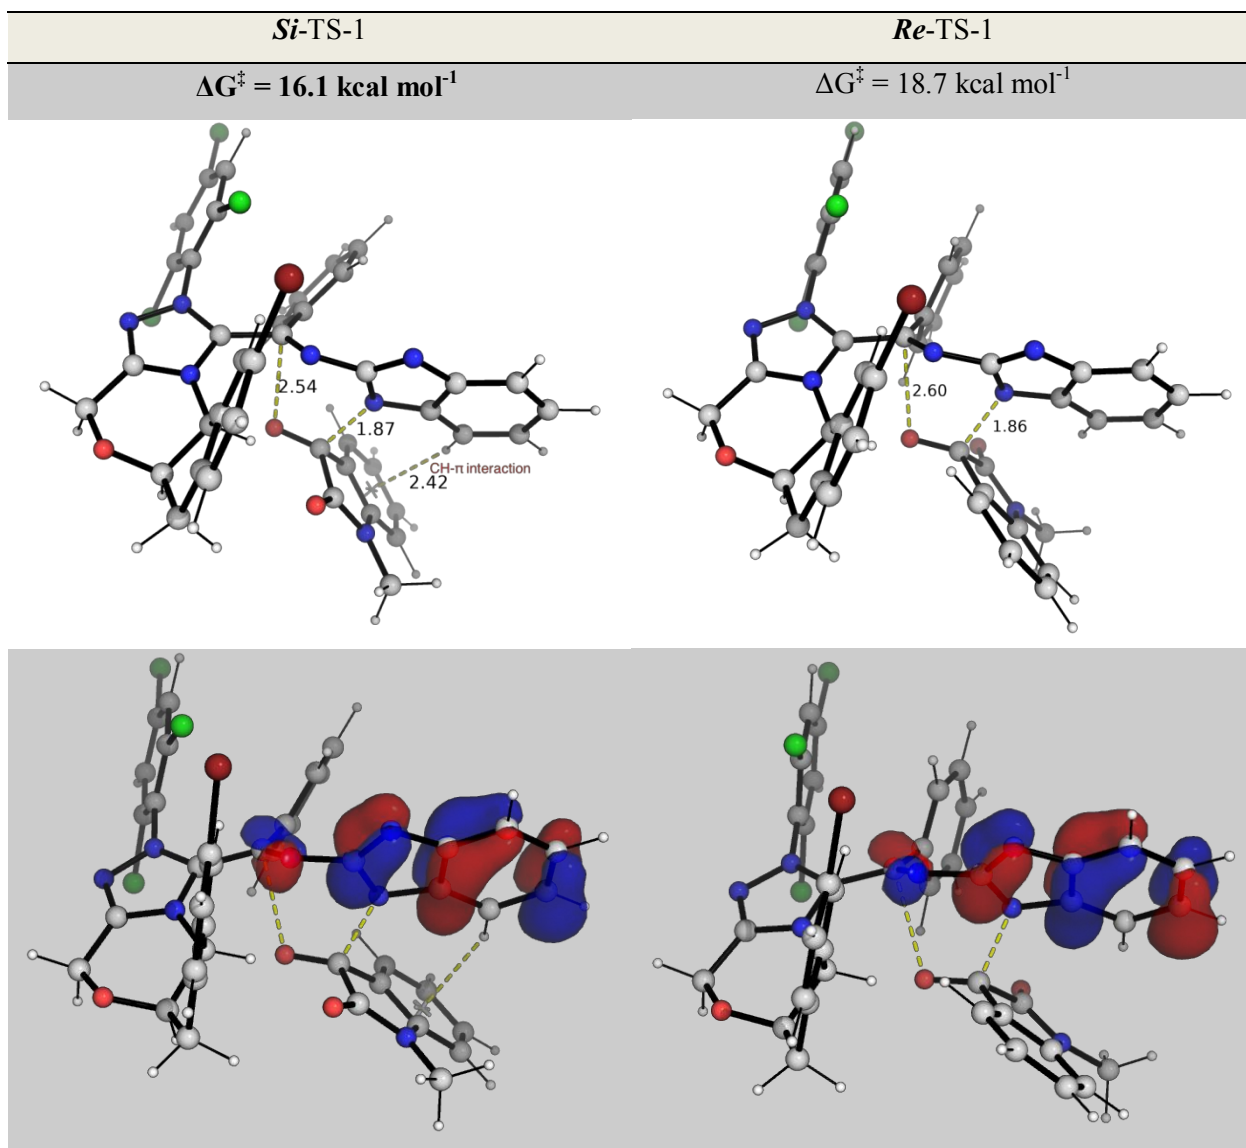 Si-TS-1
Re-TS-1
ΔG‡ = 16.1 kcal mol-1
ΔG‡ = 18.7 kcal mol-1
2.54
1.87
CH-π interaction
2.42
2.60
1.86